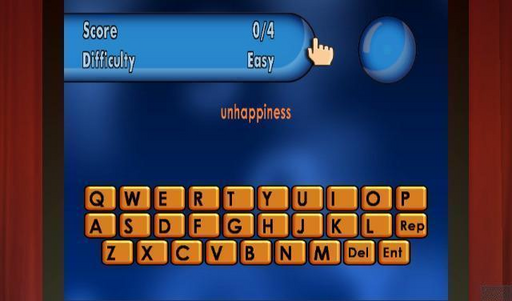 Score 0/4
Difficulty Easy
unhappiness
Q W E R T Y U I O P
A S D F G H J K L Rep
Z X C V B N M Del Ent